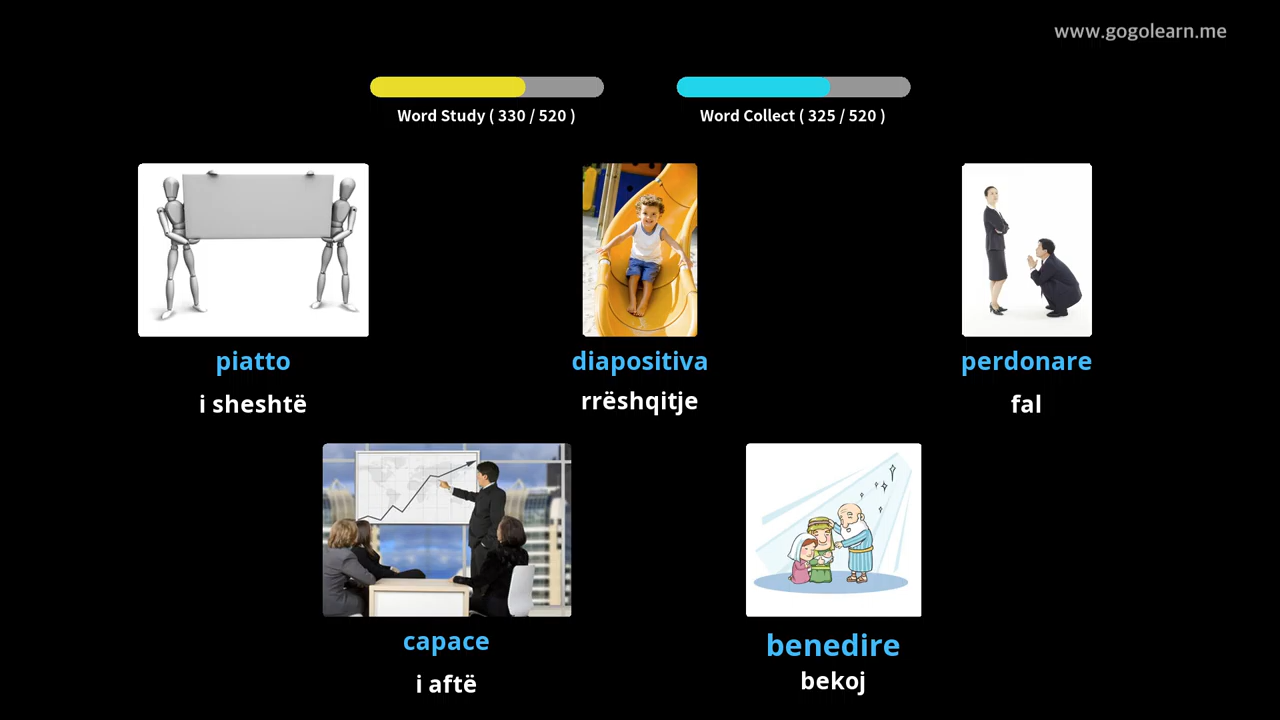 www.gogolearn.me
Word Study ( 330 / 520 )
Word Collect ( 325 / 520 )
piatto
i sheshtë
diapositiva
rrëshqitje
perdonare
fal
capace
i aftë
benedire
bekoj